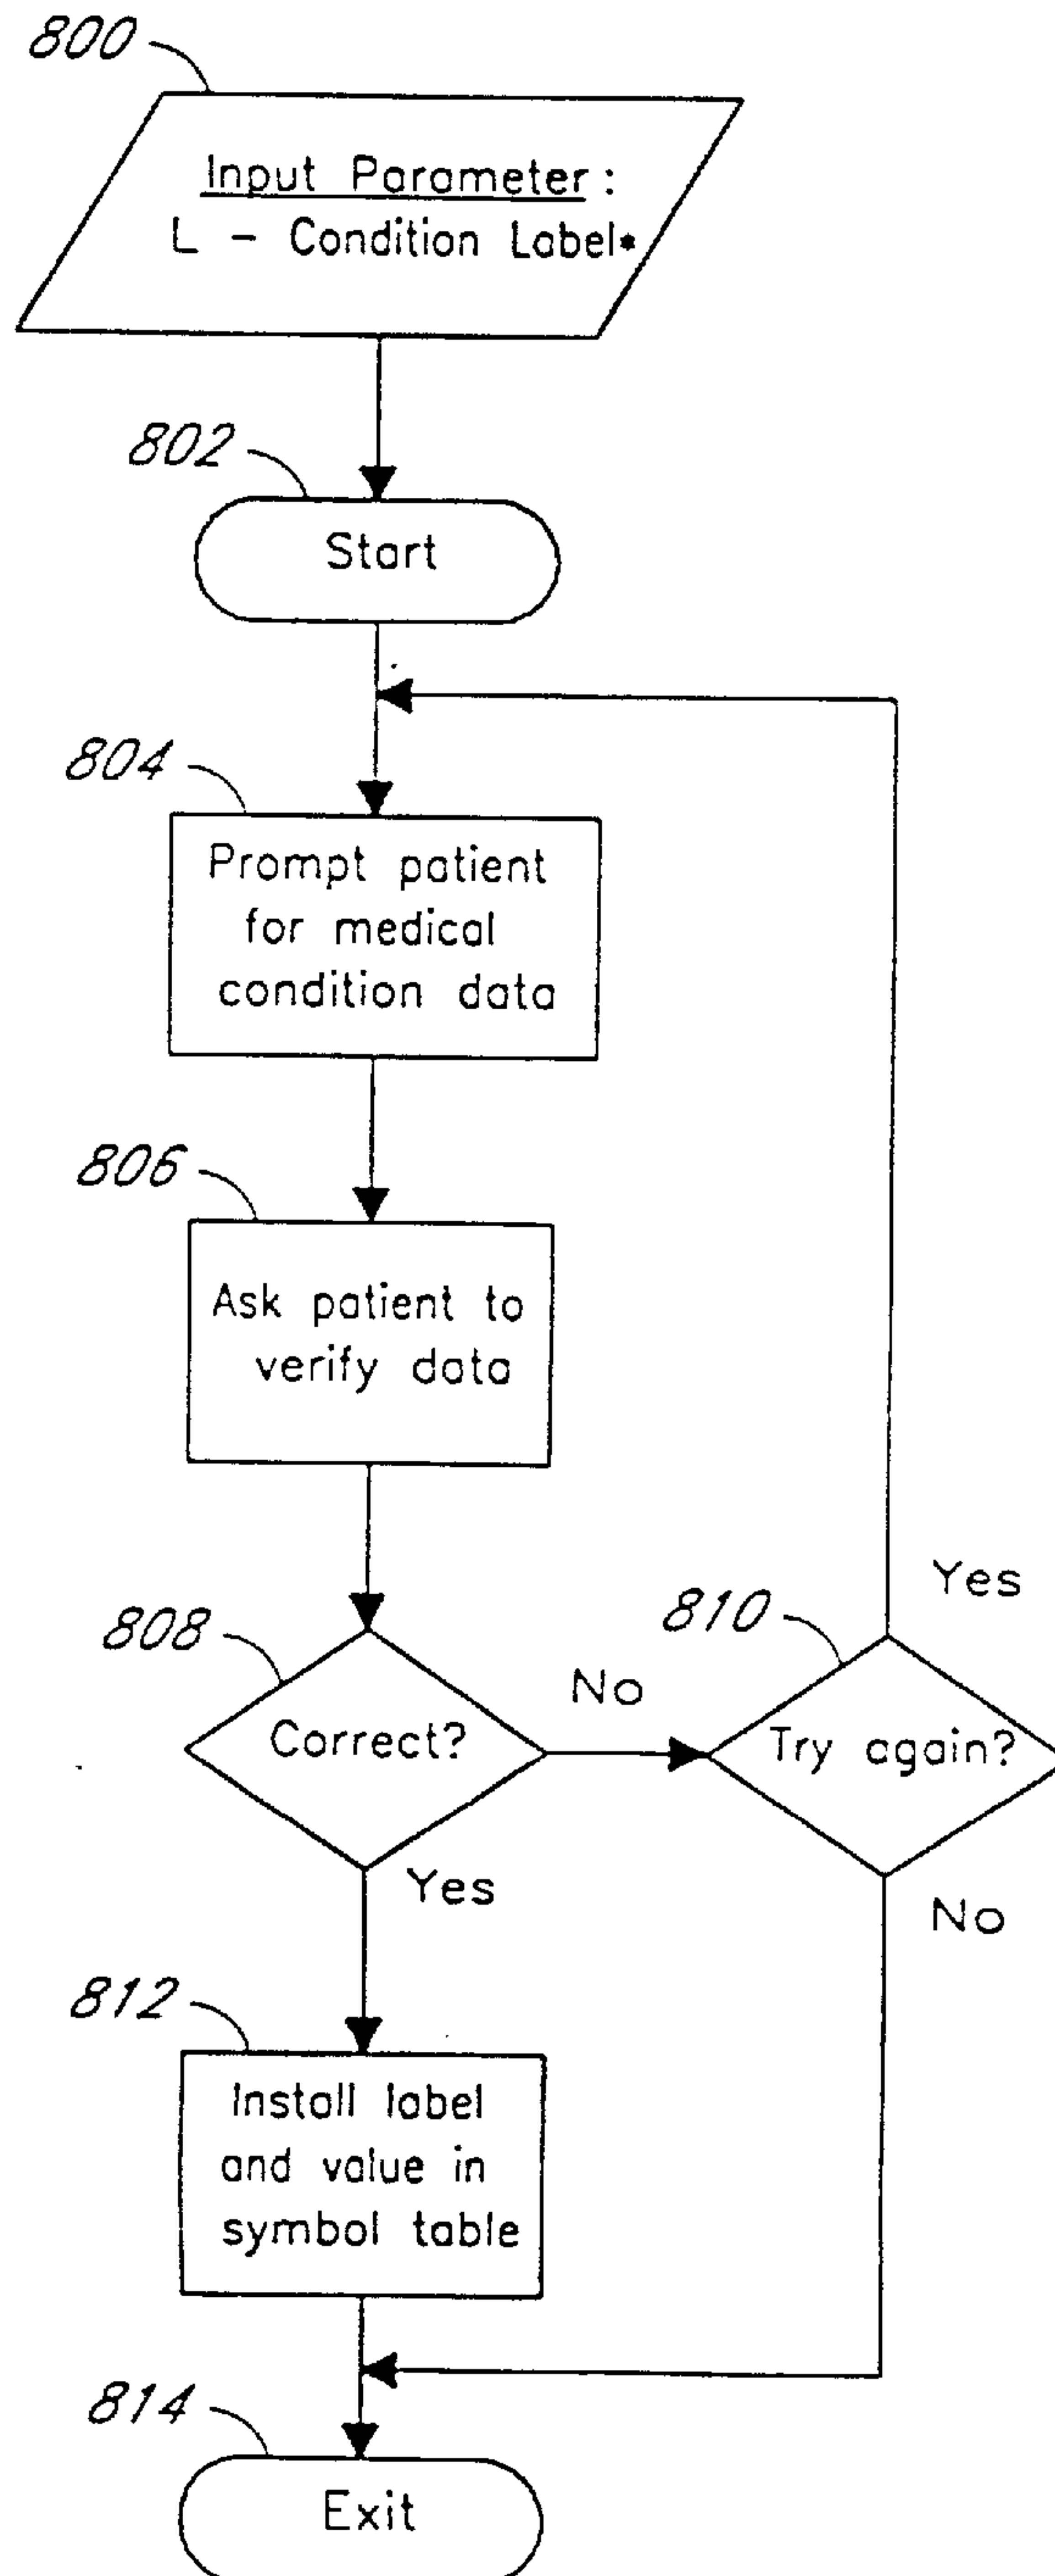 800
Input Parameter:
L - Condition Label*
802
Start
804
Prompt patient
for medical
condition data
806
Ask patient to
verify data
808
Correct?
No
810
Try again?
Yes
Yes
No
812
Install label
and value in
symbol table
814
Exit